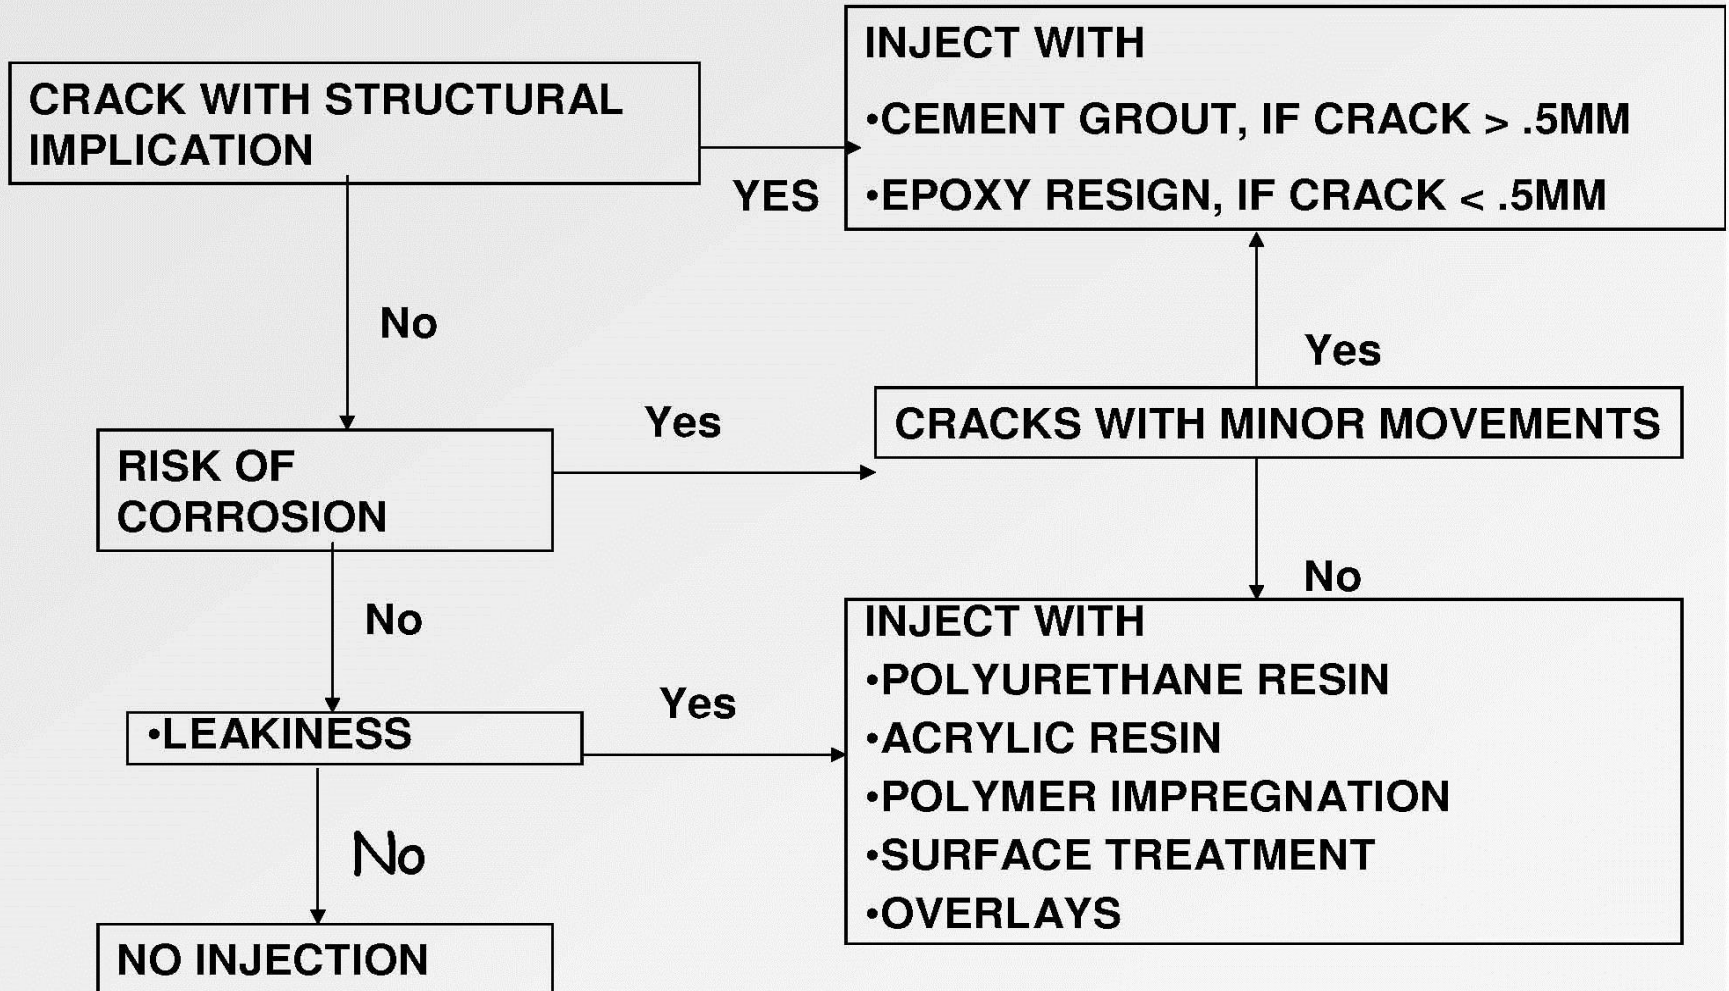 CRACK WITH STRUCTURAL
IMPLICATION
YES
INJECT WITH
•CEMENT GROUT, IF CRACK > .5MM
•EPOXY RESIGN, IF CRACK < .5MM
No
Yes
RISK OF
CORROSION
Yes
CRACKS WITH MINOR MOVEMENTS
No
No
•LEAKINESS
Yes
INJECT WITH
•POLYURETHANE RESIN
•ACRYLIC RESIN
•POLYMER IMPREGNATION
•SURFACE TREATMENT
•OVERLAYS
No
NO INJECTION